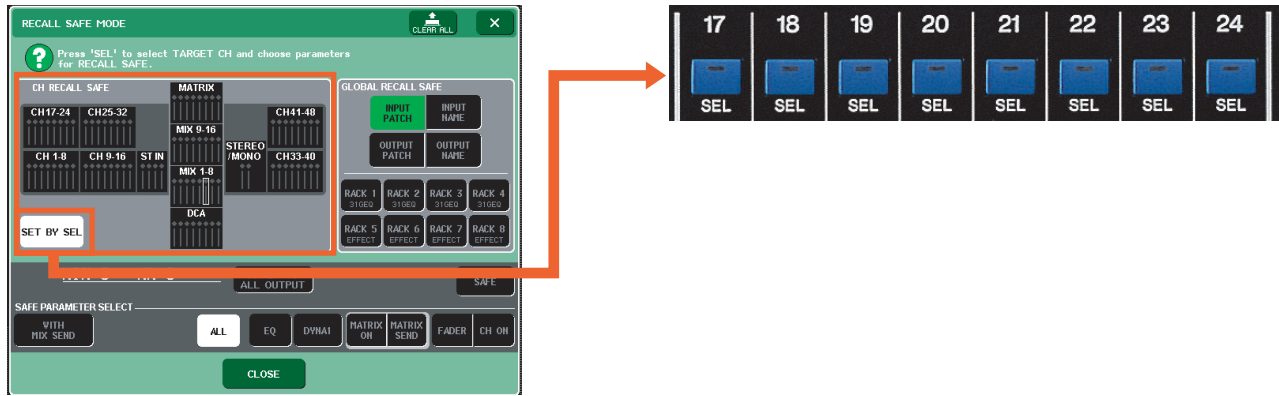 RECALL SAFE MODE
CLEAR ALL
Press 'SEL' to select TARGET CH and choose parameters
for RECALL SAFE.
CH RECALL SAFE
MATRIX
CH17-24
CH25-32
CH41-48
MIX 9-16
CH 1-8
CH 9-16
ST IN
STEREO
/MONO
CH33-40
MIX 1-8
DCA
SET BY SEL
GLOBAL RECALL SAFE
INPUT
PATCH
INPUT
NAME
OUTPUT
PATCH
OUTPUT
NAME
RACK 1
31GEQ
RACK 2
31GEQ
RACK 3
31GEQ
RACK 4
31GEQ
RACK 5
EFFECT
RACK 6
EFFECT
RACK 7
EFFECT
RACK 8
EFFECT
ALL OUTPUT
SAFE
SAFE PARAMETER SELECT
WITH
MIX SEND
ALL
EQ
DYNA1
MATRIX
ON
MATRIX
SEND
FADER
CH ON
CLOSE
17 18 19 20 21 22 23 24
SEL SEL SEL SEL SEL SEL SEL SEL